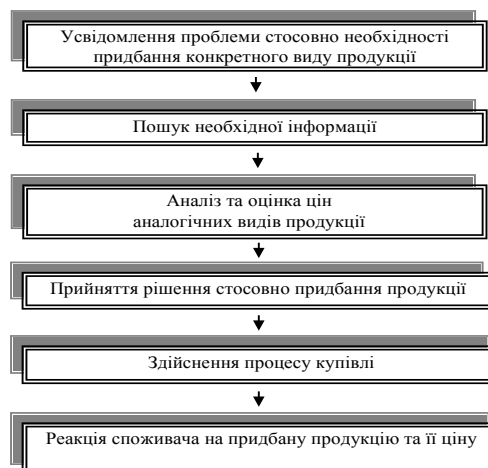 Усвідомлення проблеми стосовно необхідності
придбання конкретного виду продукції
Пошук необхідної інформації
Аналіз та оцінка цін
аналогічних видів продукції
Прийняття рішення стосовно придбання продукції
Здійснення процесу купівлі
Реакція споживача на придбану продукцію та її ціну